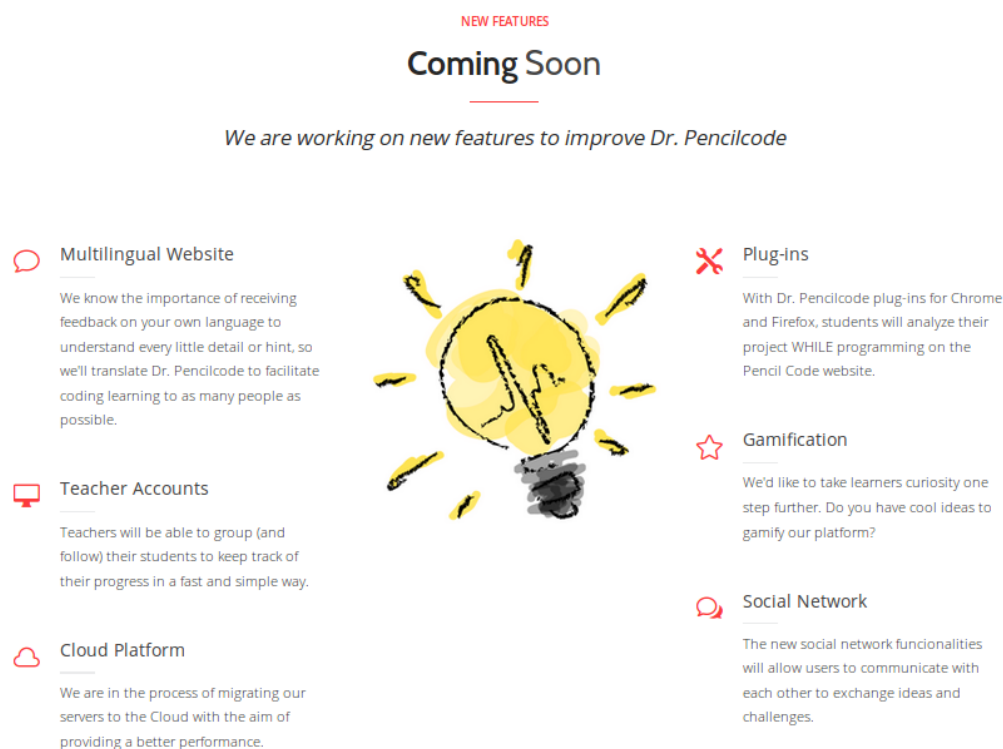 NEW FEATURES
Coming Soon
We are working on new features to improve Dr. Pencilcode
Multilingual Website
We know the importance of receiving
feedback on your own language to
understand every little detail or hint, so
we'll translate Dr. Pencilcode to facilitate
coding learning to as many people as
possible.
Teacher Accounts
Teachers will be able to group (and
follow) their students to keep track of
their progress in a fast and simple way.
Cloud Platform
We are in the process of migrating our
servers to the Cloud with the aim of
providing a better performance.
Plug-ins
With Dr. Pencilcode plug-ins for Chrome
and Firefox, students will analyze their
project WHILE programming on the
Pencil Code website.
Gamification
We'd like to take learners curiosity one
step further. Do you have cool ideas to
gamify our platform?
Social Network
The new social network funcionalities
will allow users to communicate with
each other to exchange ideas and
challenges.